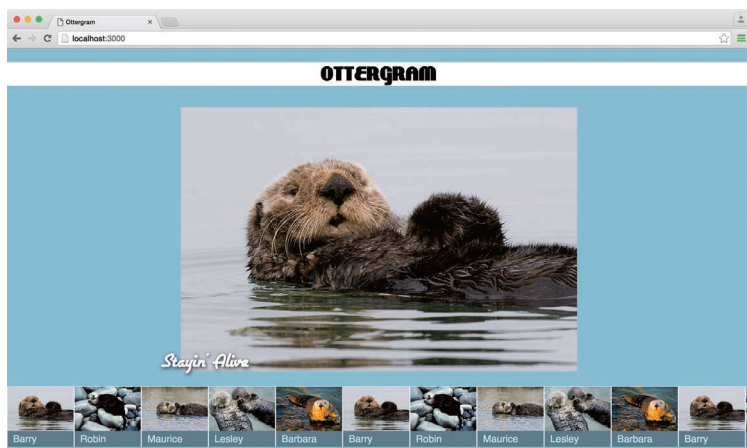 Ottergram
localhost:3000
OTTERGRAM
Stayin' Alive
Barry Robin Maurice Lesley Barbara Barry Robin Maurice Lesley Barbara Barry